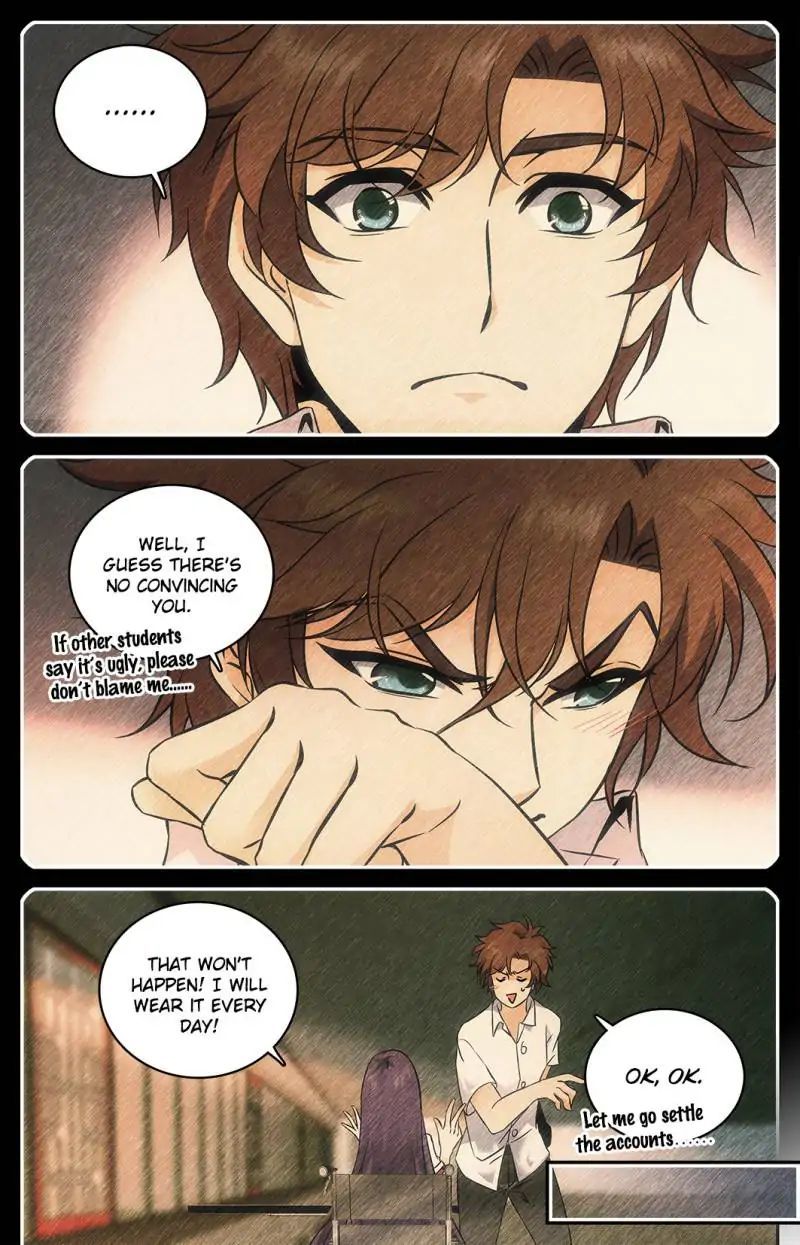 ......
WELL, I
GUESS THERE'S
NO CONVINCING
YOU.
If other students
say it's ugly, please
don't blame me......
THAT WON'T
HAPPEN! I WILL
WEAR IT EVERY
DAY!
OK, OK.
Let me go settle
the accounts......